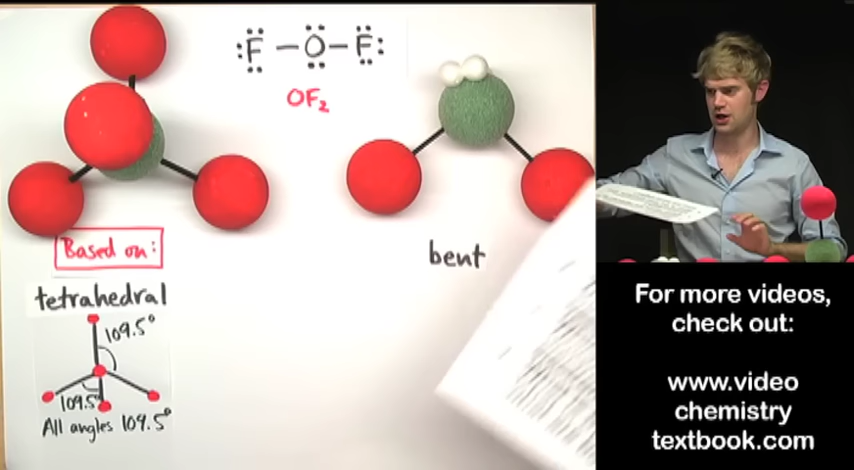 :F̈ – Ö – F̈:
OF₂
Based on:
tetrahedral
109.5°
109.5°
All angles 109.5°
bent
For more videos,
check out:
www.video
chemistry
textbook.com